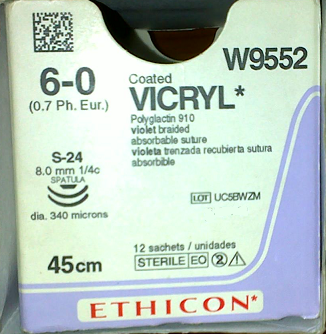 W9552
6-0
(0.7 Ph. Eur.)
Coated
VICRYL*
Polyglactin 910
violet braided
absorbable suture
violeta trenzada recubierta sutura
absorbible
S-24
8.0 mm 1/4c
SPATULA
dia. 340 microns
LOT UC5BWZM
12 sachets / unidades
45cm
STERILE EO 2
ETHICON*